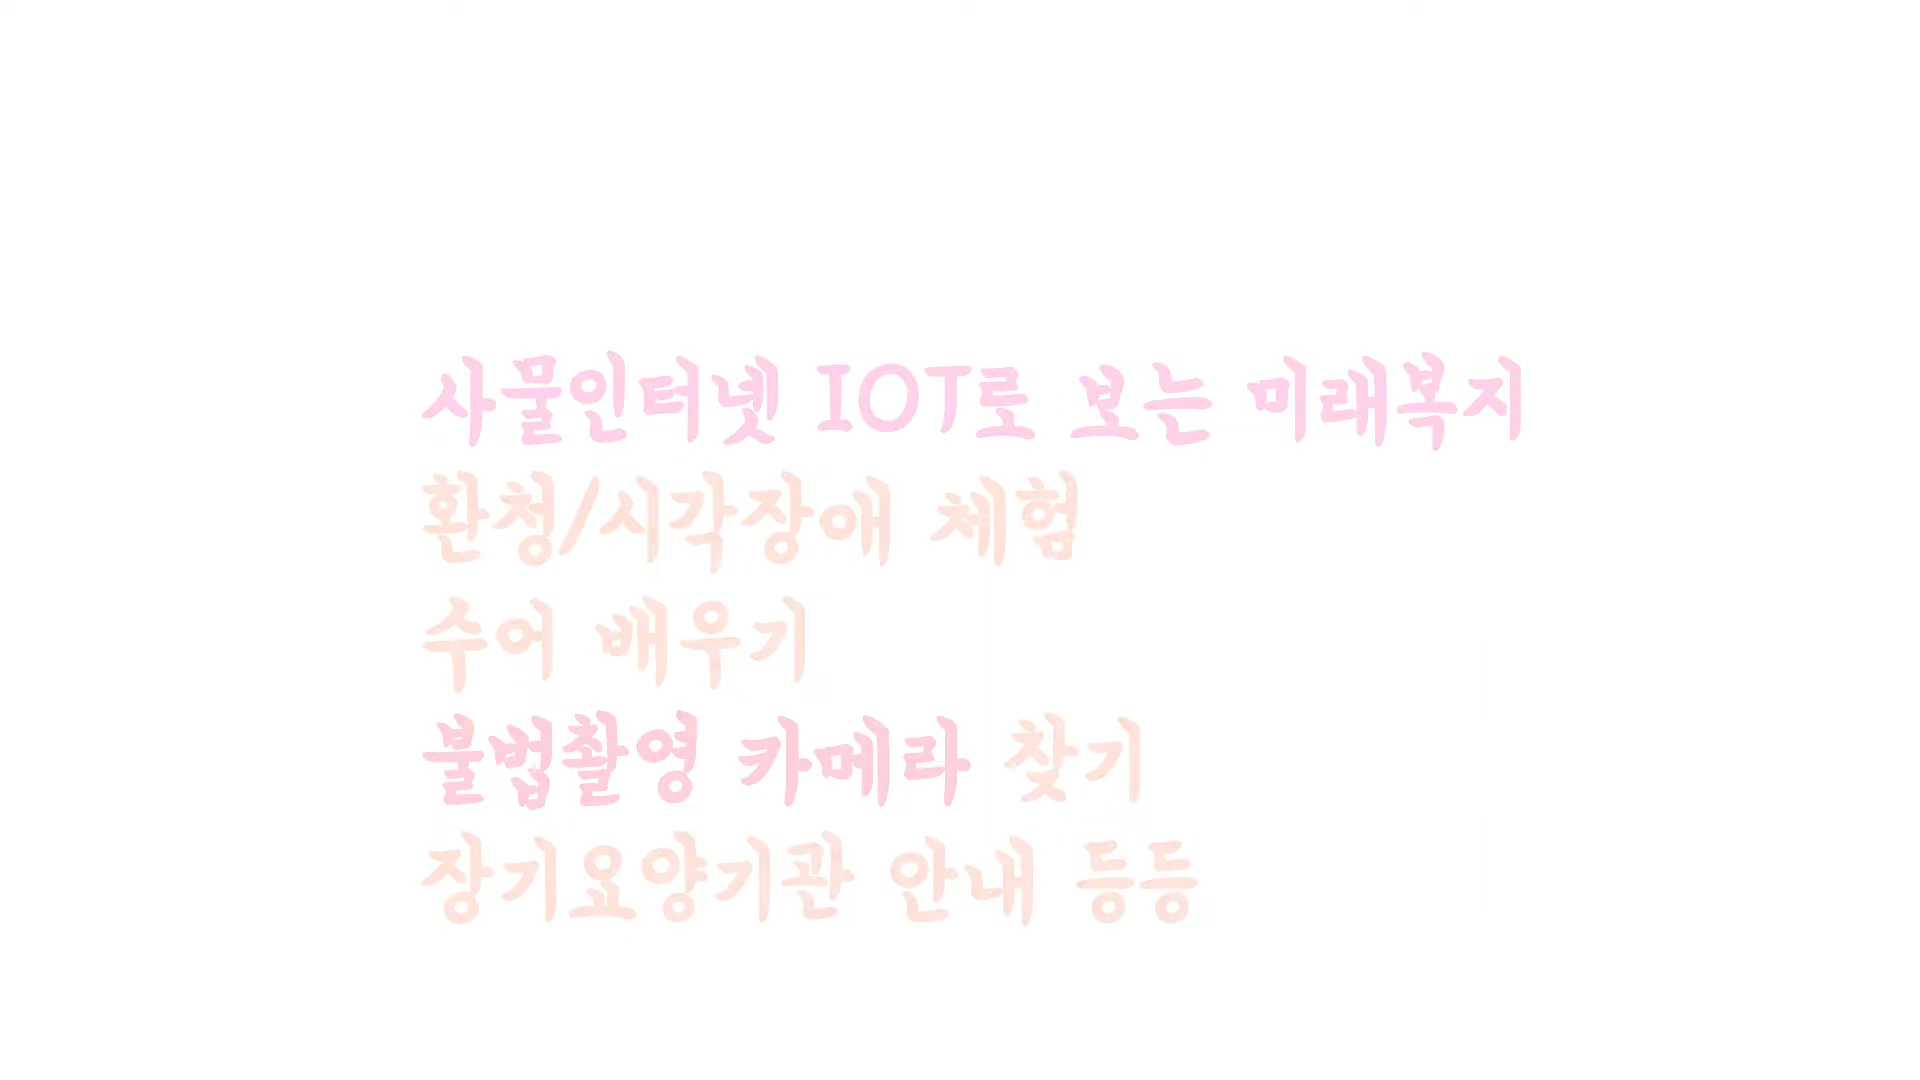 사물인터넷 IOT로 보는 미래복지
환청/시각장애 체험
수어 배우기
불법촬영 카메라 찾기
장기요양기관 안내 등등